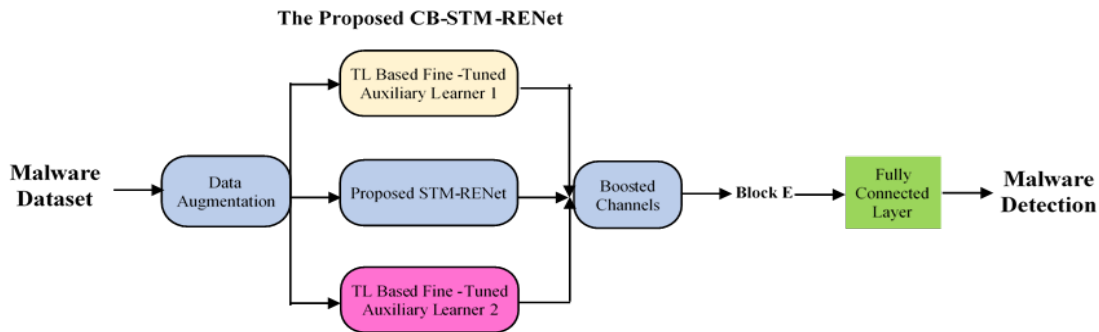 The Proposed CB-STM-RENet
TL Based Fine -Tuned
Auxiliary Learner 1
Malware
Dataset
Data
Augmentation
Proposed STM-RENet
Boosted
Channels
Block E
Fully
Connected
Layer
Malware
Detection
TL Based Fine -Tuned
Auxiliary Learner 2